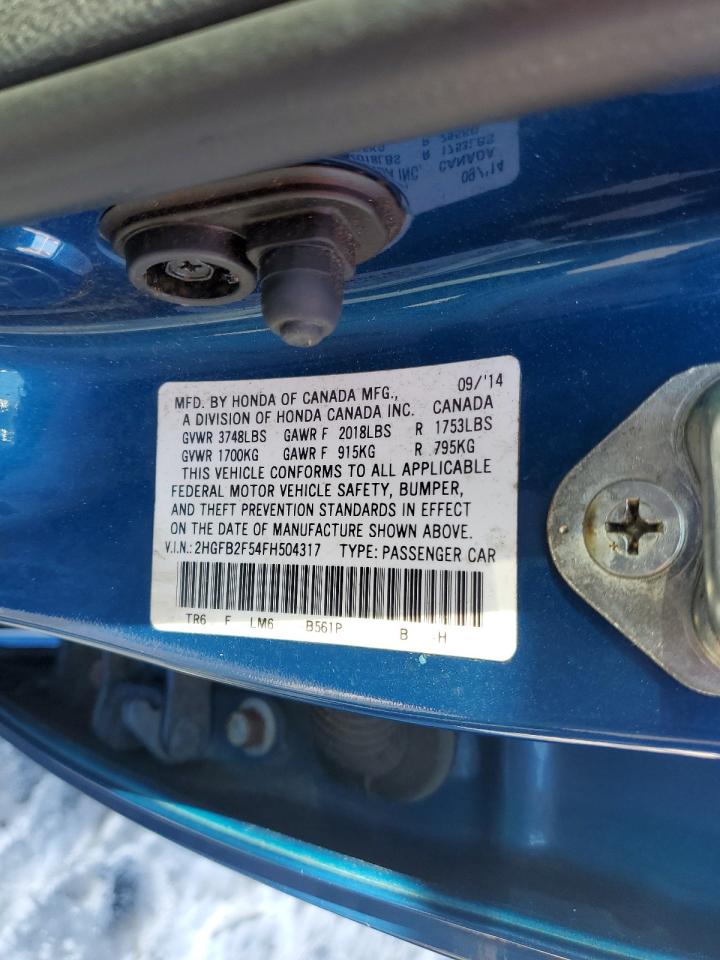 MFD. BY HONDA OF CANADA MFG., 09/'14
A DIVISION OF HONDA CANADA INC. CANADA
GVWR 3748LBS GAWR F 2018LBS R 1753LBS
GVWR 1700KG GAWR F 915KG R 795KG
THIS VEHICLE CONFORMS TO ALL APPLICABLE
FEDERAL MOTOR VEHICLE SAFETY, BUMPER,
AND THEFT PREVENTION STANDARDS IN EFFECT
ON THE DATE OF MANUFACTURE SHOWN ABOVE.
V.I.N.: 2HGFB2F54FH504317 TYPE: PASSENGER CAR
TR6 F LM6 B561P B -H